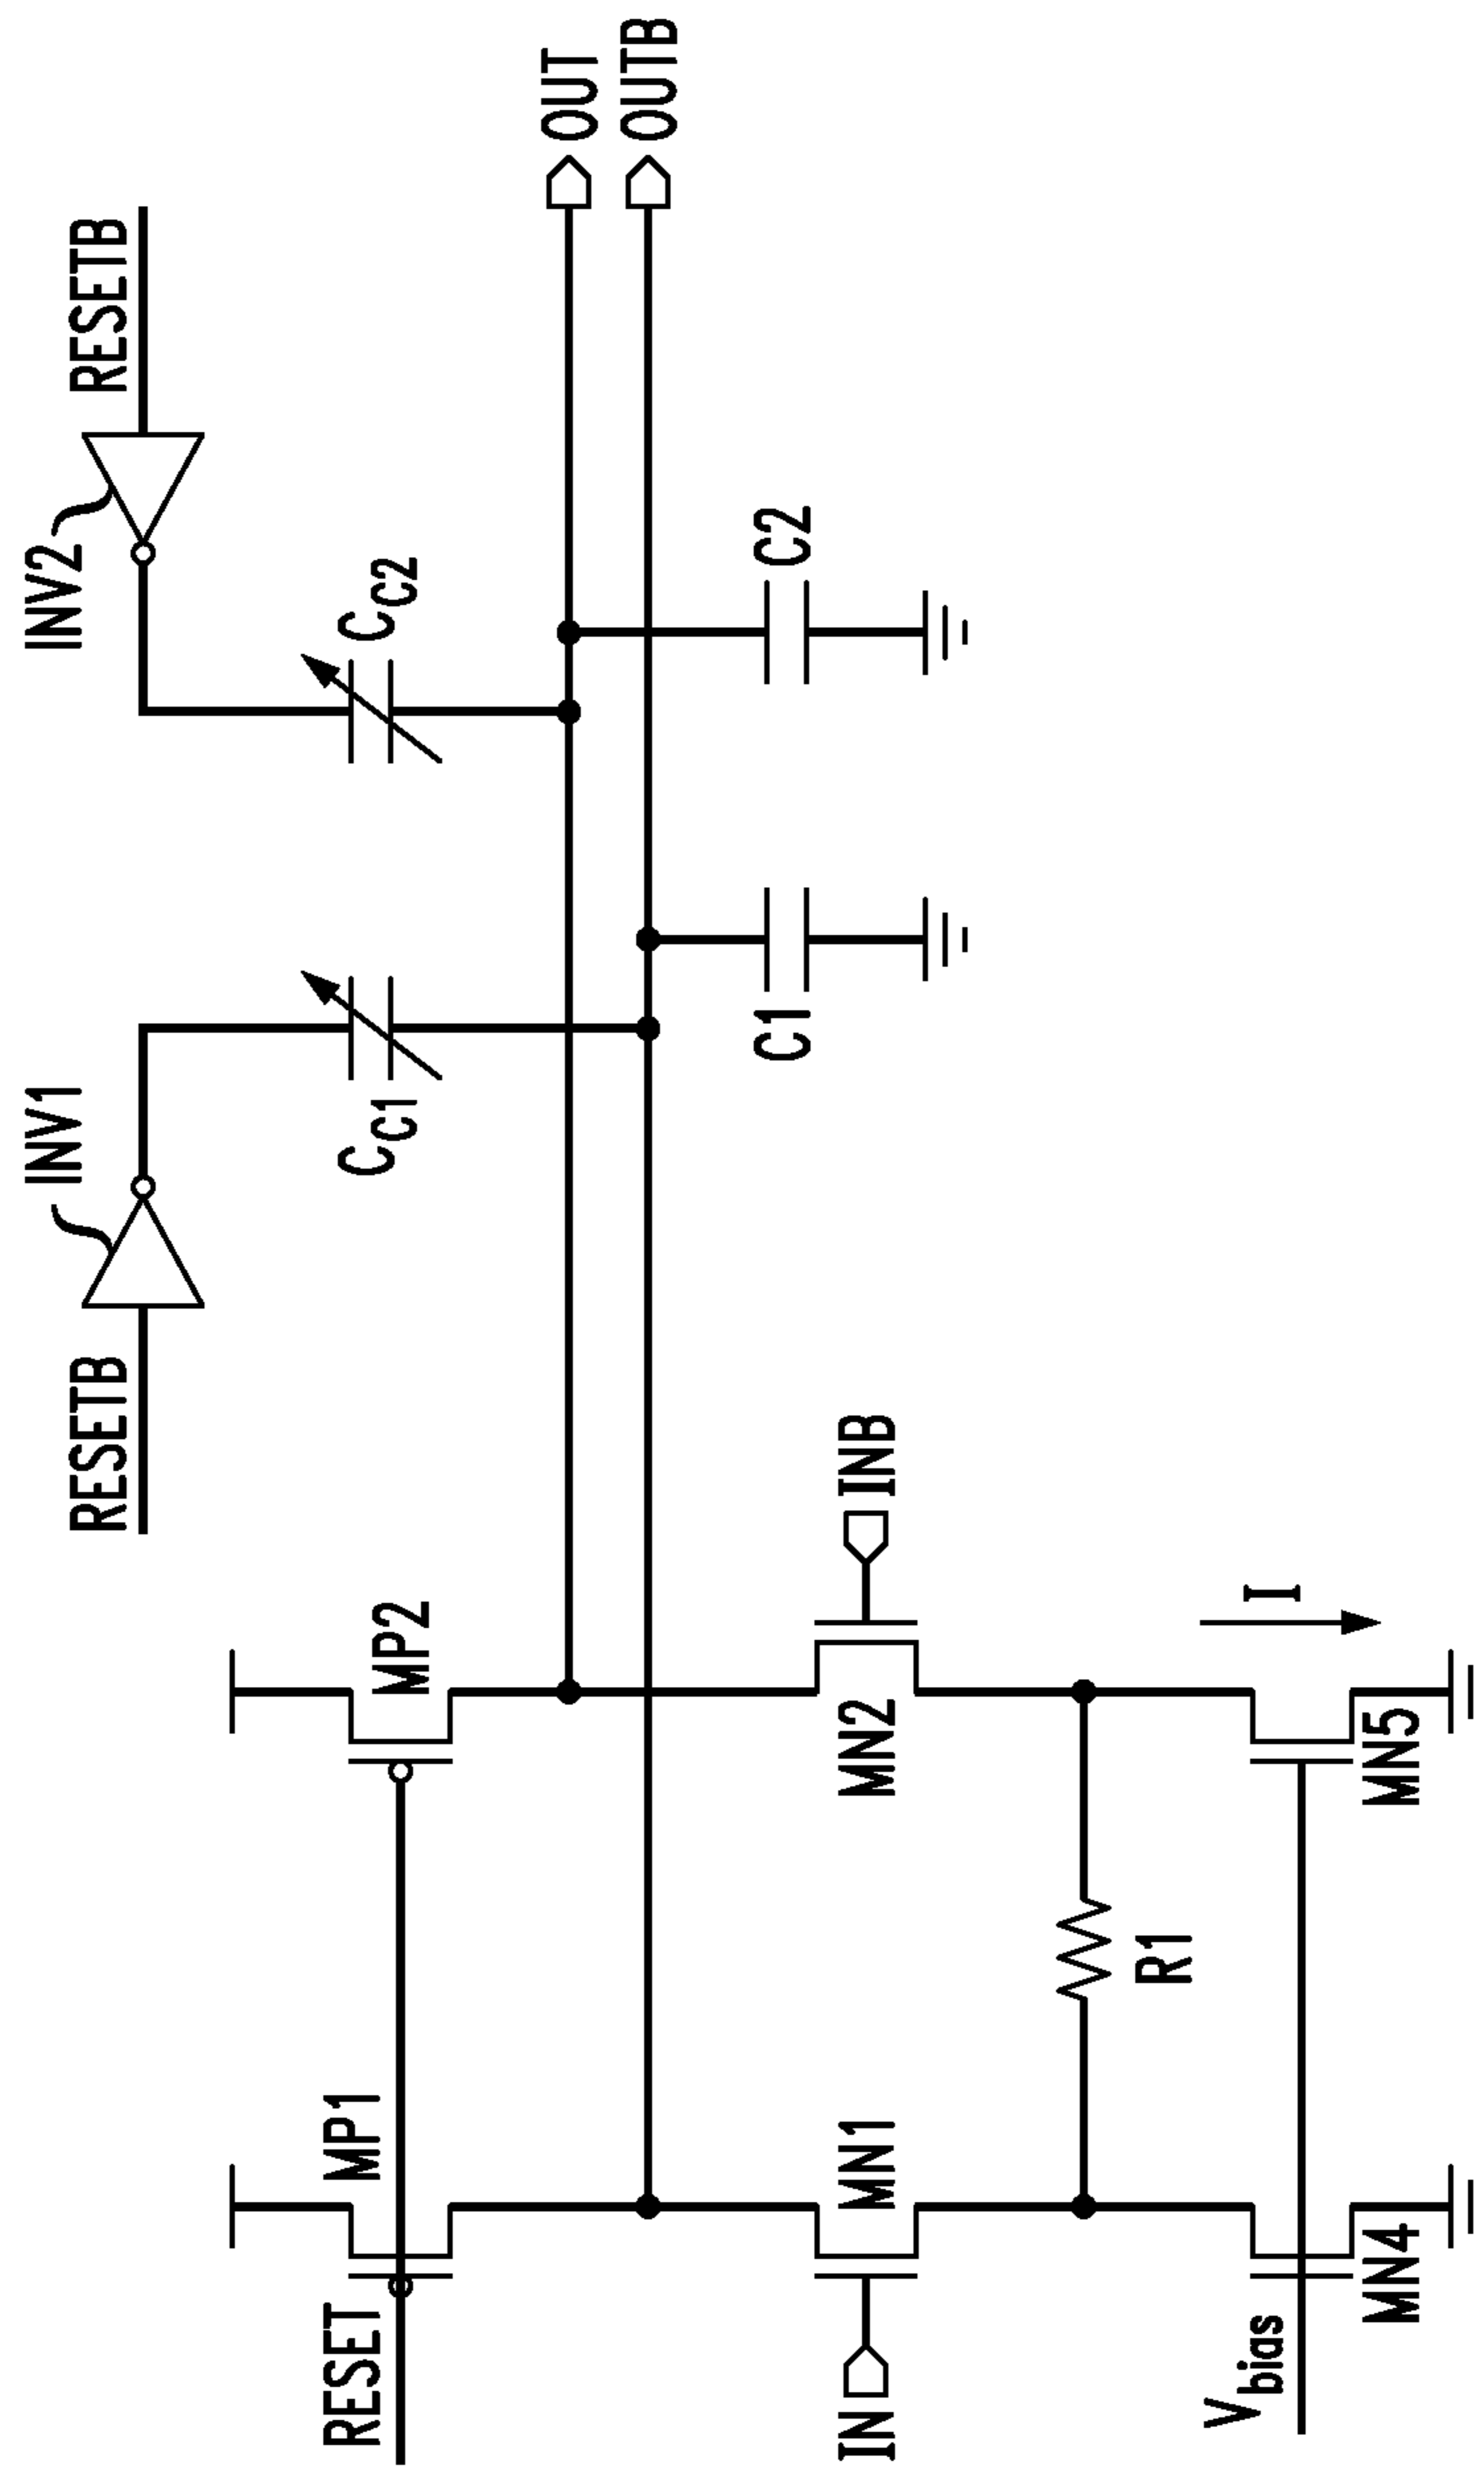 RESETB
INV1
INV2
RESETB
C_C1
C_C2
RESET
MP1
MP2
OUT
OUTB
C1
C2
IN
MN1
MN2
INB
R1
V_bias
MN4
MN5
I